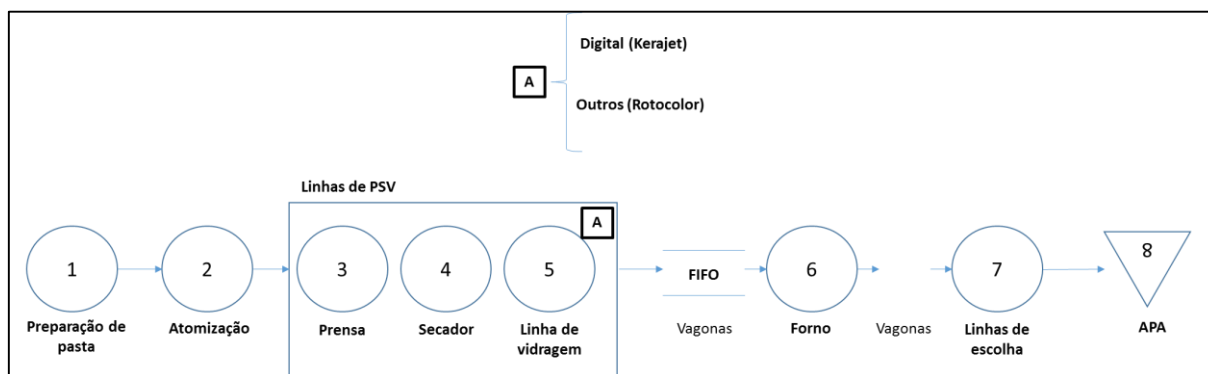 Digital (Kerajet)
A
Outros (Rotocolor)
Linhas de PSV
A
1
2
3
4
5
FIFO
6
7
8
Preparação de
pasta
Atomização
Prensa
Secador
Linha de
vidragem
Vagonas
Forno
Vagonas
Linhas de
escolha
APA